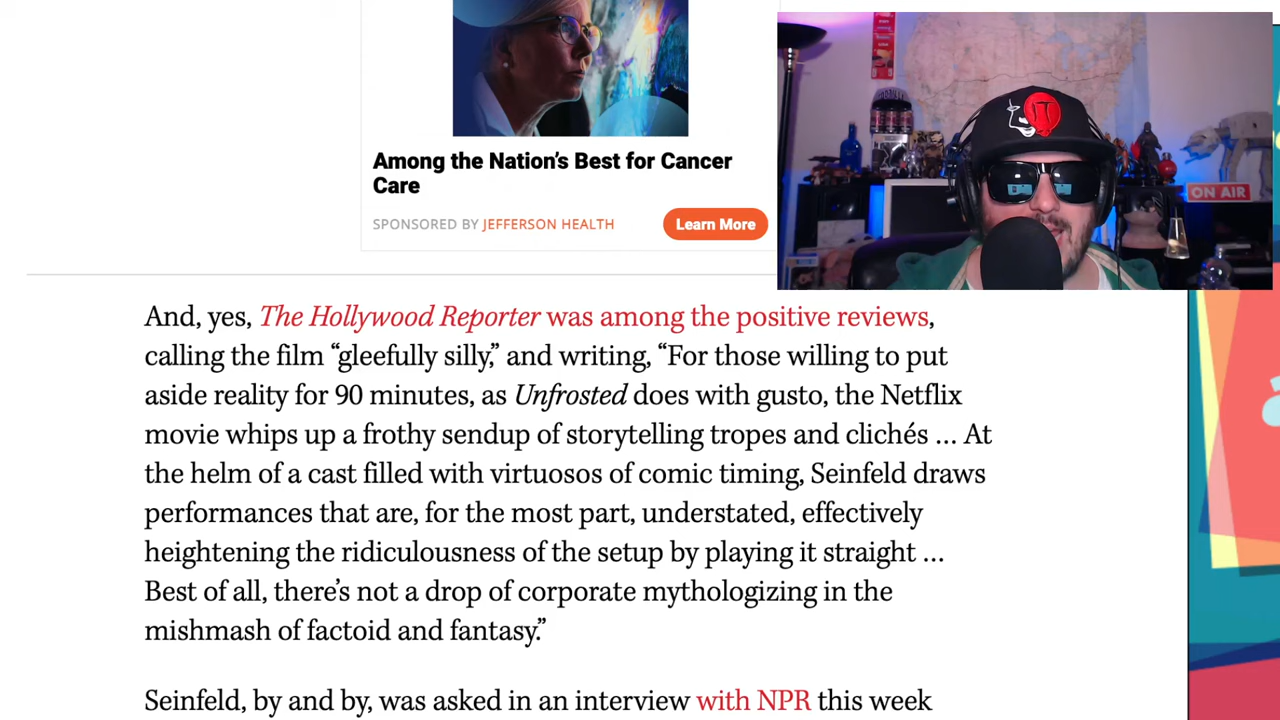 Among the Nation's Best for Cancer
Care
SPONSORED BY JEFFERSON HEALTH
Learn More
IT
ON AIR
And, yes, The Hollywood Reporter was among the positive reviews,
calling the film “gleefully silly,” and writing, “For those willing to put
aside reality for 90 minutes, as Unfrosted does with gusto, the Netflix
movie whips up a frothy sendup of storytelling tropes and clichés … At
the helm of a cast filled with virtuosos of comic timing, Seinfeld draws
performances that are, for the most part, understated, effectively
heightening the ridiculousness of the setup by playing it straight …
Best of all, there’s not a drop of corporate mythologizing in the
mishmash of factoid and fantasy.”
Seinfeld, by and by, was asked in an interview with NPR this week